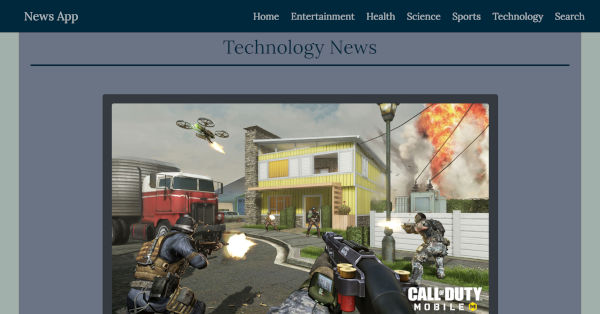 News App
Home Entertainment Health Science Sports Technology Search
Technology News
CALL OF DUTY
MOBILE